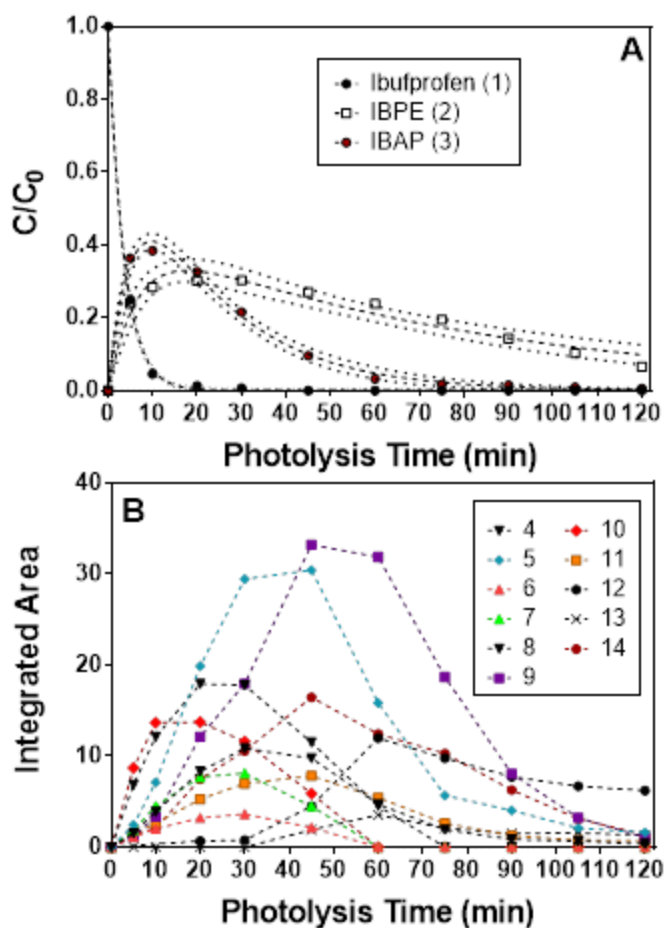 A
1.0
0.8
0.6
0.4
0.2
0.0
C/C0
Ibufprofen (1)
IBPE (2)
IBAP (3)
0 10 20 30 40 50 60 70 80 90 100 110 120
Photolysis Time (min)
B
40
30
20
10
0
Integrated Area
4 10
5 11
6 12
7 13
8 14
9
0 10 20 30 40 50 60 70 80 90 100 110 120
Photolysis Time (min)